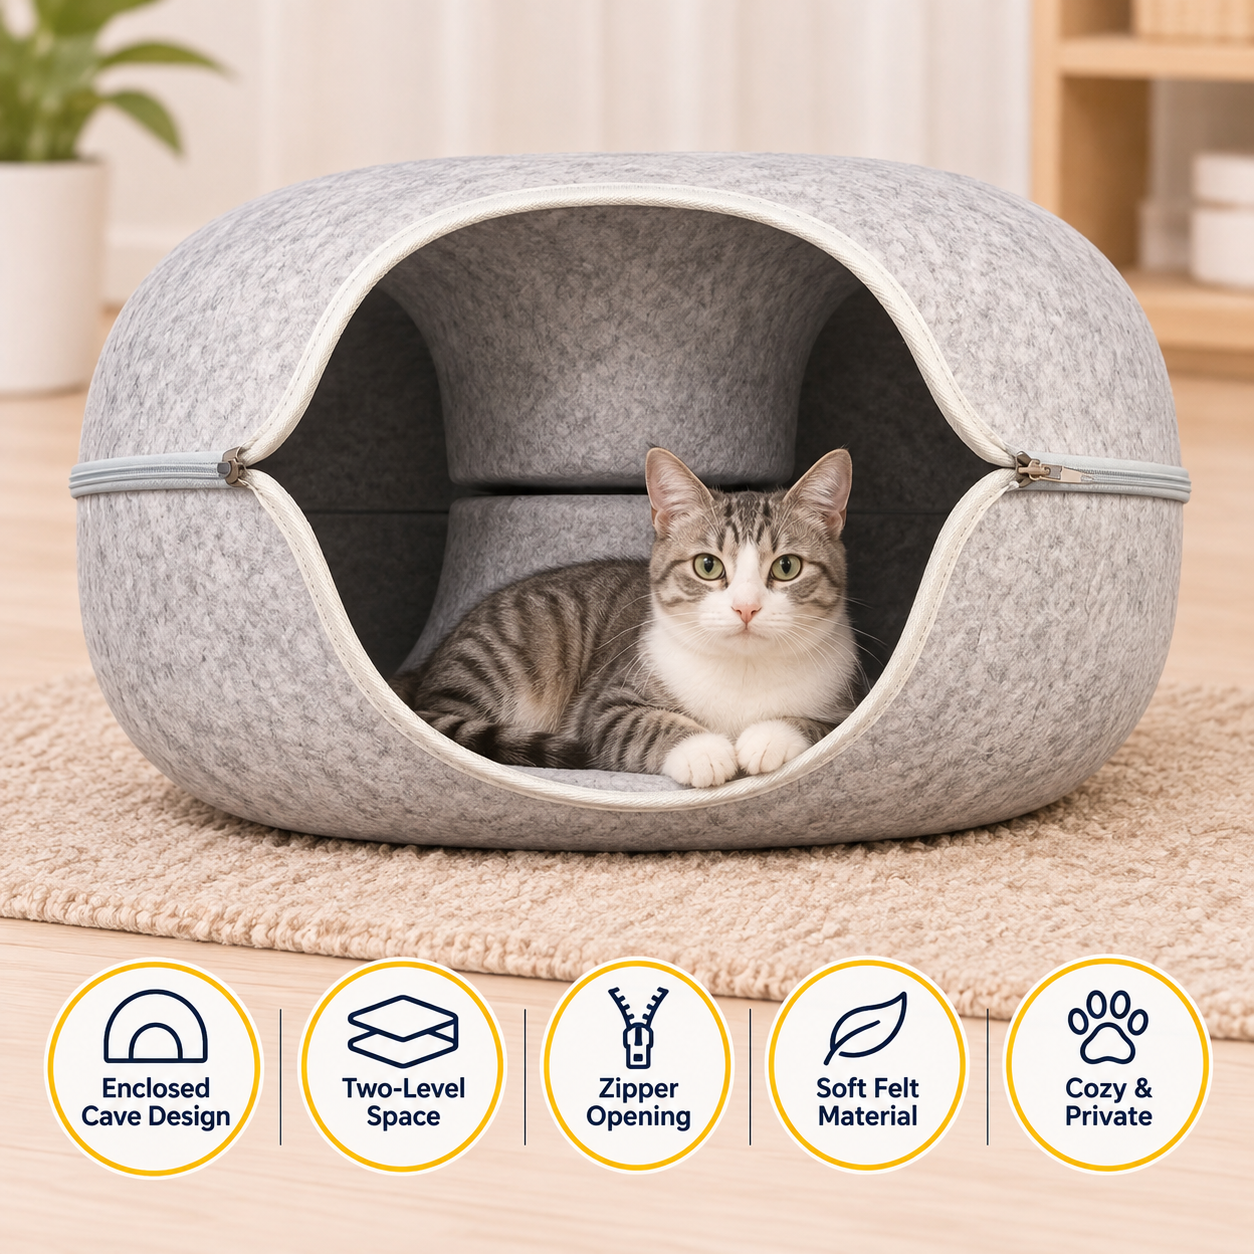 Enclosed
Cave Design
Two-Level
Space
Zipper
Opening
Soft Felt
Material
Cozy &
Private